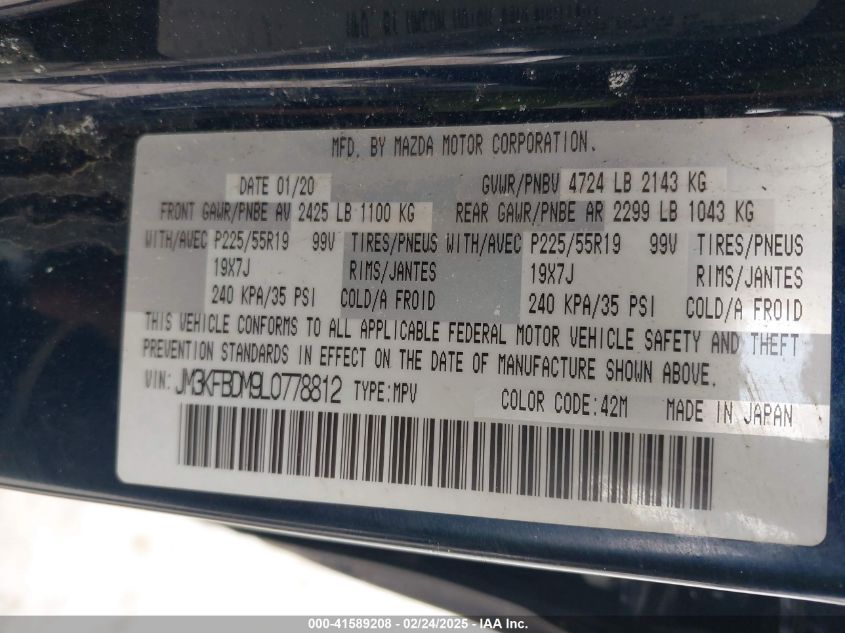 MFD. BY MAZDA MOTOR CORPORATION.
DATE 01/20 GVWR/PNBV 4724 LB 2143 KG
FRONT GAWR/PNBE AV 2425 LB 1100 KG REAR GAWR/PNBE AR 2299 LB 1043 KG
WITH/AVEC P225/55R19 99V TIRES/PNEUS WITH/AVEC P225/55R19 99V TIRES/PNEUS
19X7J RIMS/JANTES 19X7J RIMS/JANTES
240 KPA/35 PSI COLD/A FROID 240 KPA/35 PSI COLD/A FROID
THIS VEHICLE CONFORMS TO ALL APPLICABLE FEDERAL MOTOR VEHICLE SAFETY AND THEFT
PREVENTION STANDARDS IN EFFECT ON THE DATE OF MANUFACTURE SHOWN ABOVE.
VIN: JM3KFBDM9L0778812 TYPE:MPV COLOR CODE:42M MADE IN JAPAN
000-41589208 - 02/24/2025 - IAA Inc.